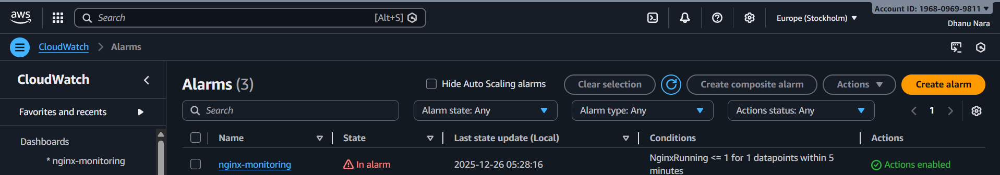 aws
Search
[Alt+S]
Europe (Stockholm)
Account ID: 1968-0969-9811
Dhanu Nara
CloudWatch
Alarms
CloudWatch
Favorites and recents
Dashboards
* nginx-monitoring
Alarms (3)
Hide Auto Scaling alarms
Clear selection
Create composite alarm
Actions
Create alarm
Search
Alarm state: Any
Alarm type: Any
Actions status: Any
1
Name
State
Last state update (Local)
Conditions
Actions
nginx-monitoring
In alarm
2025-12-26 05:28:16
NginxRunning <= 1 for 1 datapoints within 5
minutes
Actions enabled